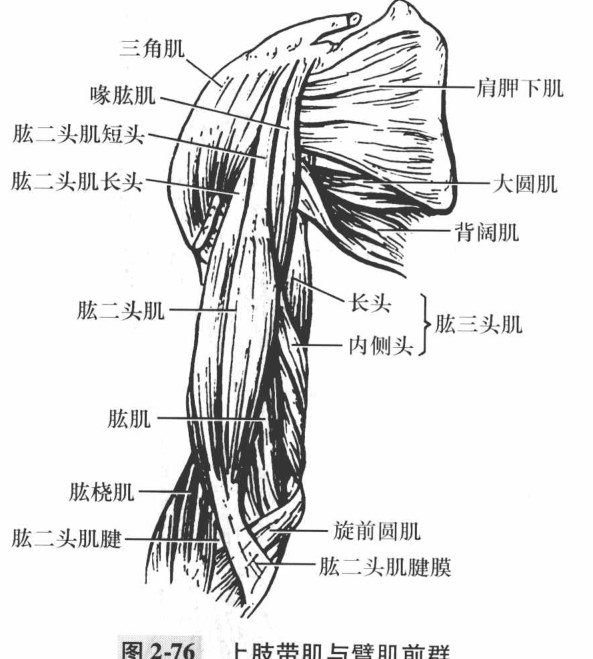 三角肌
喙肱肌
肱二头肌短头
肱二头肌长头
肱二头肌
肱肌
肱桡肌
肱二头肌腱
肩胛下肌
大圆肌
背阔肌
长头
内侧头
肱三头肌
旋前圆肌
肱二头肌腱膜
图 2-76 上肢带肌与臂肌前群